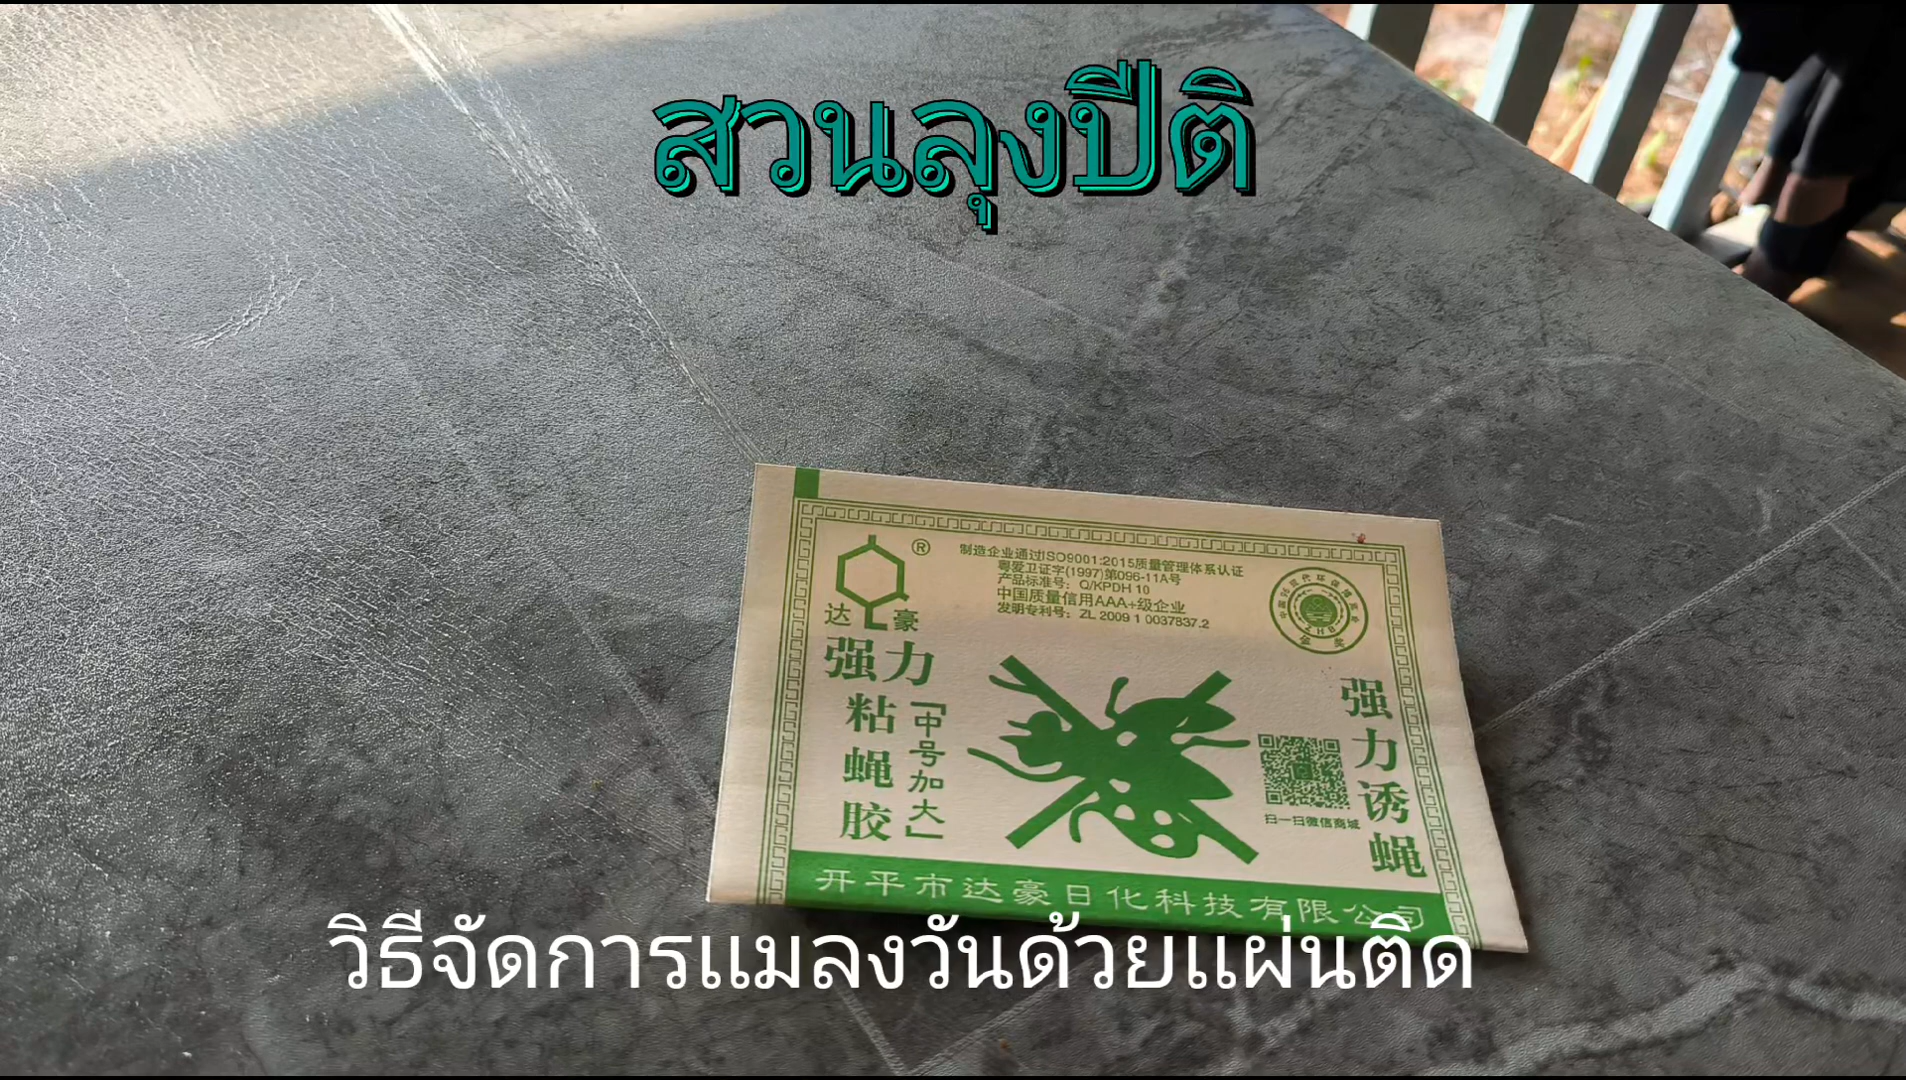 สวนลุงปีติ
®
达豪
制造企业通过ISO9001:2015质量管理体系认证
粤爱卫证字(1997)第096-11A号
产品标准号：Q/KPDH 10
中国质量信用AAA+级企业
发明专利号：ZL 2009 1 0037837.2
ZHB
金奖
强力
粘蝇胶
「中号加大」
强力诱蝇
扫一扫微信商城
开平市达豪日化科技有限公司
วิธีจัดการแมลงวันด้วยแผ่นติด